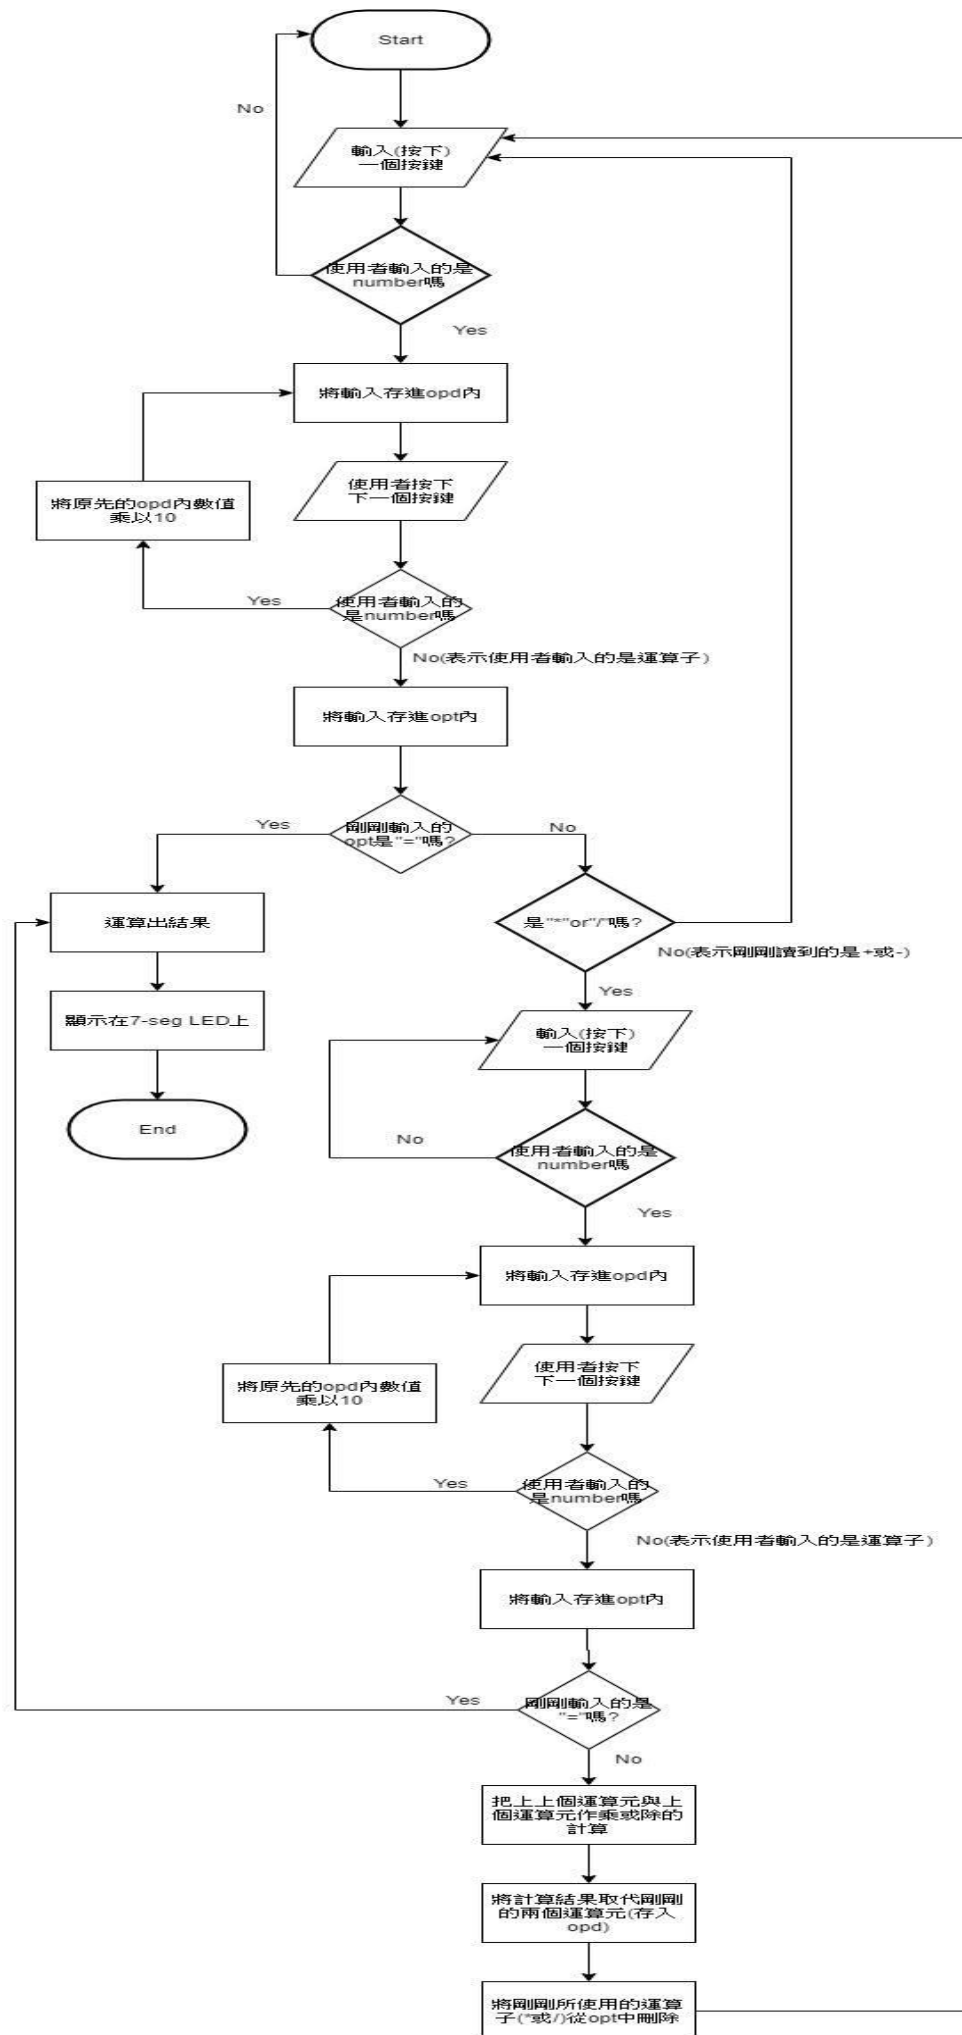 Start
No
輸入(按下)
一個按鍵
使用者輸入的是
number嗎
Yes
將輸入存進opd內
使用者按下
下一個按鍵
將原先的opd內數值
乘以10
Yes
使用者輸入的
是number嗎
No(表示使用者輸入的是運算子)
將輸入存進opt內
Yes
剛剛輸入的
opt是"="嗎?
No
運算出結果
是"*"or"/"嗎?
No(表示剛剛讀到的是+或-)
Yes
顯示在7-seg LED上
輸入(按下)
一個按鍵
End
No
使用者輸入的是
number嗎
Yes
將輸入存進opd內
使用者按下
下一個按鍵
將原先的opd內數值
乘以10
Yes
使用者輸入的
是number嗎
No(表示使用者輸入的是運算子)
將輸入存進opt內
Yes
剛剛輸入的是
"="嗎?
No
把上上個運算元與上
個運算元作乘或除的
計算
將計算結果取代剛剛
的兩個運算元(存入
opd)
將剛剛所使用的運算
子(*或/)從opt中刪除